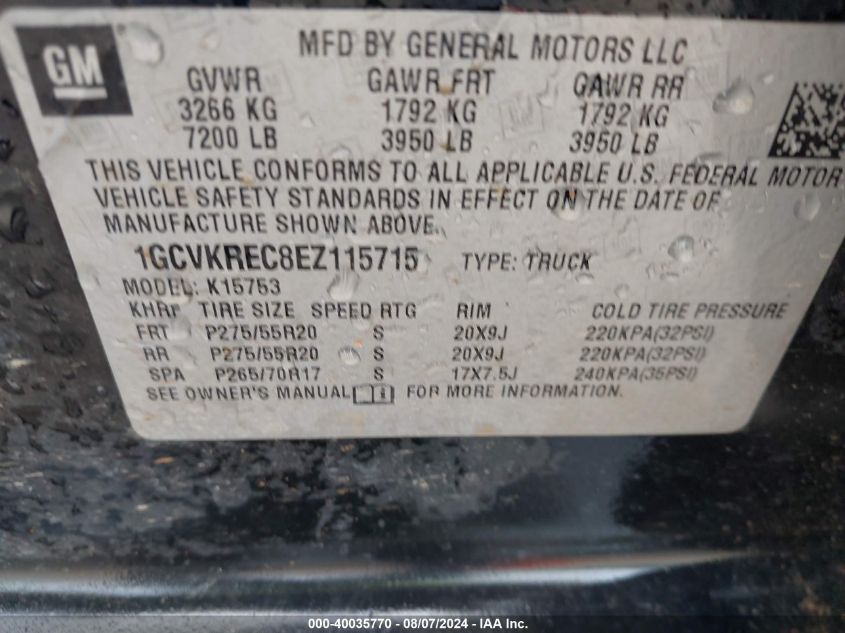 GM
MFD BY GENERAL MOTORS LLC
GVWR GAWR FRT GAWR RR
3266 KG 1792 KG 1792 KG
7200 LB 3950 LB 3950 LB
THIS VEHICLE CONFORMS TO ALL APPLICABLE U.S. FEDERAL MOTOR
VEHICLE SAFETY STANDARDS IN EFFECT ON THE DATE OF
MANUFACTURE SHOWN ABOVE.
1GCVKREC8EZ115715 TYPE: TRUCK
MODEL: K15753
TIRE SIZE SPEED RTG RIM COLD TIRE PRESSURE
FRT P275/55R20 S 20X9J 220KPA(32PSI)
RR P275/55R20 S 20X9J 220KPA(32PSI)
SPA P265/70R17 S 17X7.5J 240KPA(35PSI)
SEE OWNER'S MANUAL FOR MORE INFORMATION.
000-40035770 - 08/07/2024 - IAA Inc.